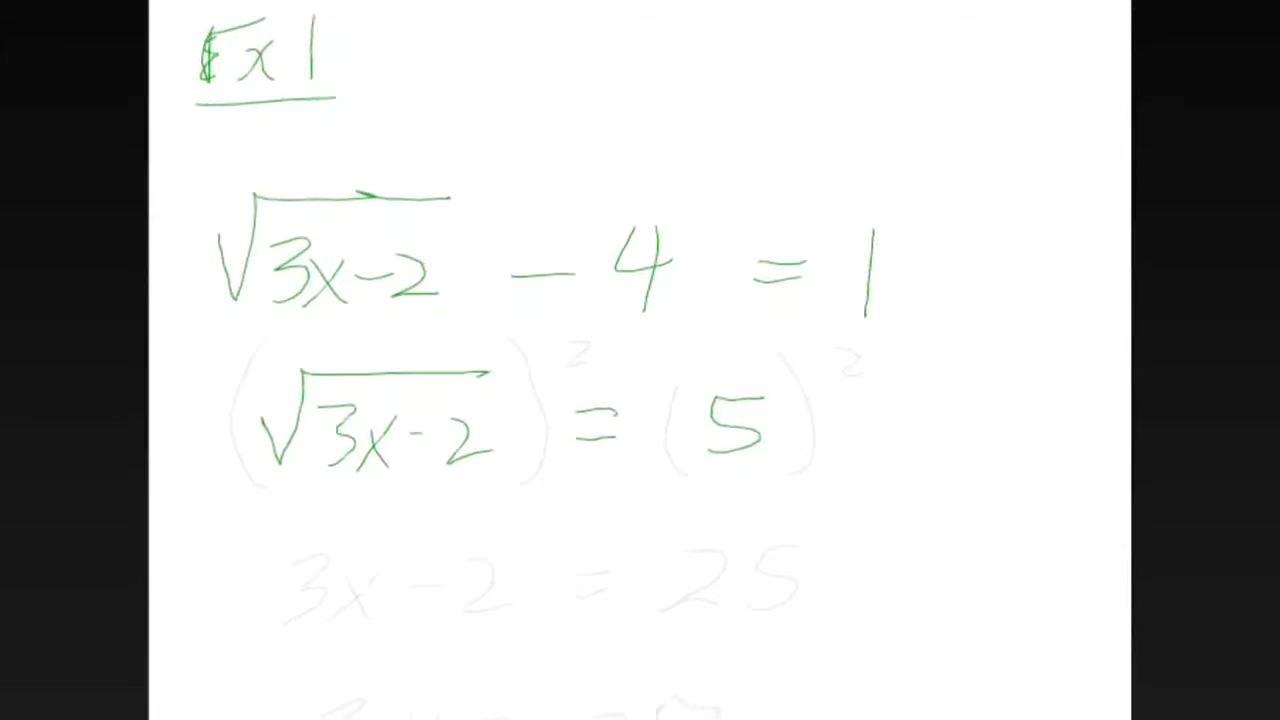 Ex 1
√(3x-2) - 4 = 1
(√(3x-2))² = (5)²
3x-2 = 25